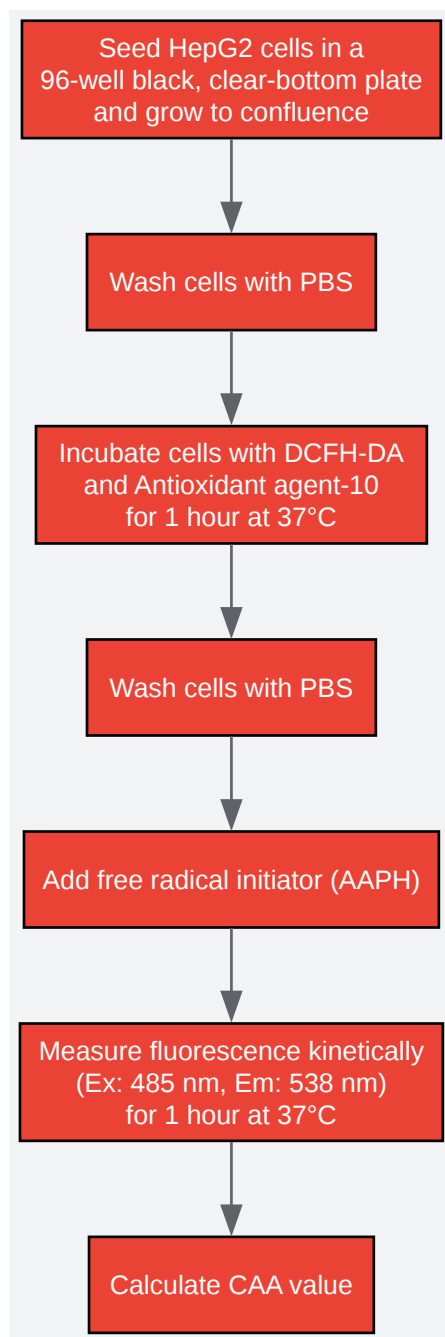 Seed HepG2 cells in a
96-well black, clear-bottom plate
and grow to confluence
Wash cells with PBS
Incubate cells with DCFH-DA
and Antioxidant agent-10
for 1 hour at 37°C
Wash cells with PBS
Add free radical initiator (AAPH)
Measure fluorescence kinetically
(Ex: 485 nm, Em: 538 nm)
for 1 hour at 37°C
Calculate CAA value